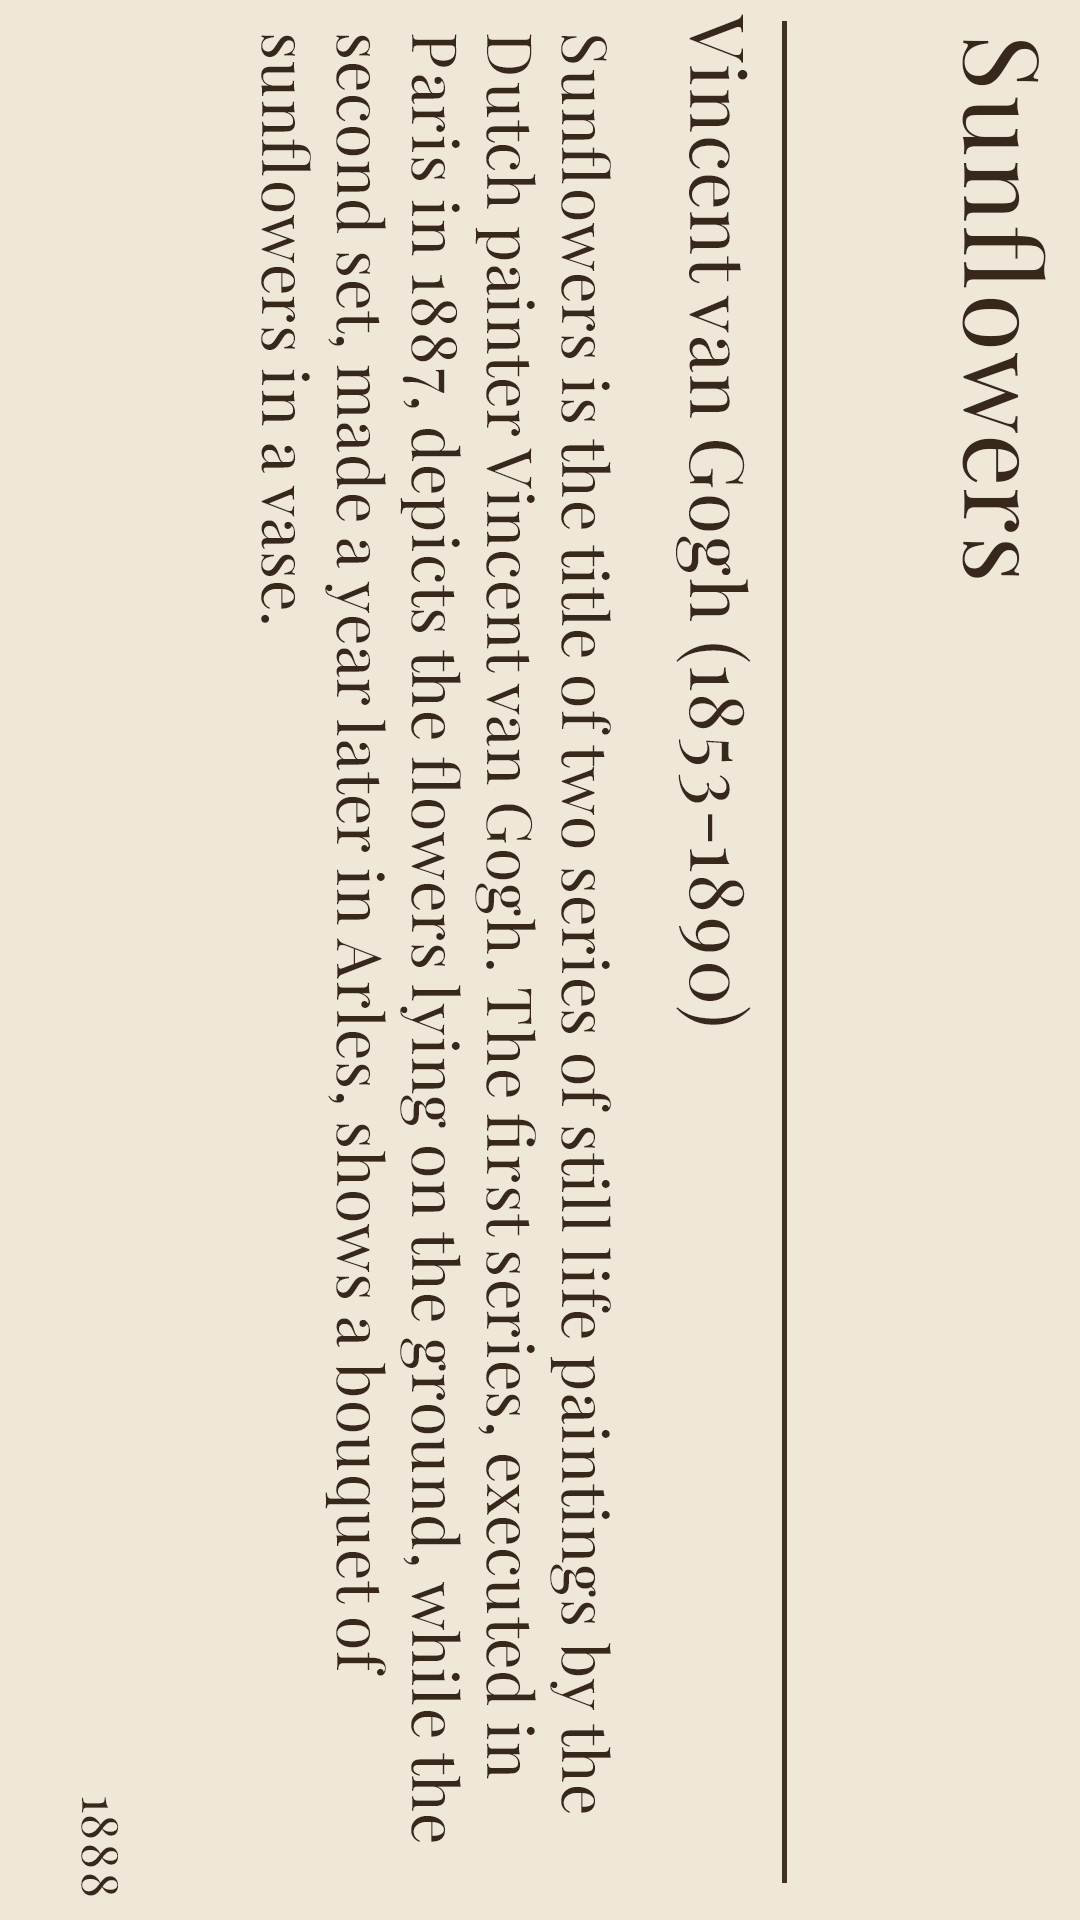 Sunflowers
Vincent van Gogh (1853–1890)
Sunflowers is the title of two series of still life paintings by the
Dutch painter Vincent van Gogh. The first series, executed in
Paris in 1887, depicts the flowers lying on the ground, while the
second set, made a year later in Arles, shows a bouquet of
sunflowers in a vase.
1888